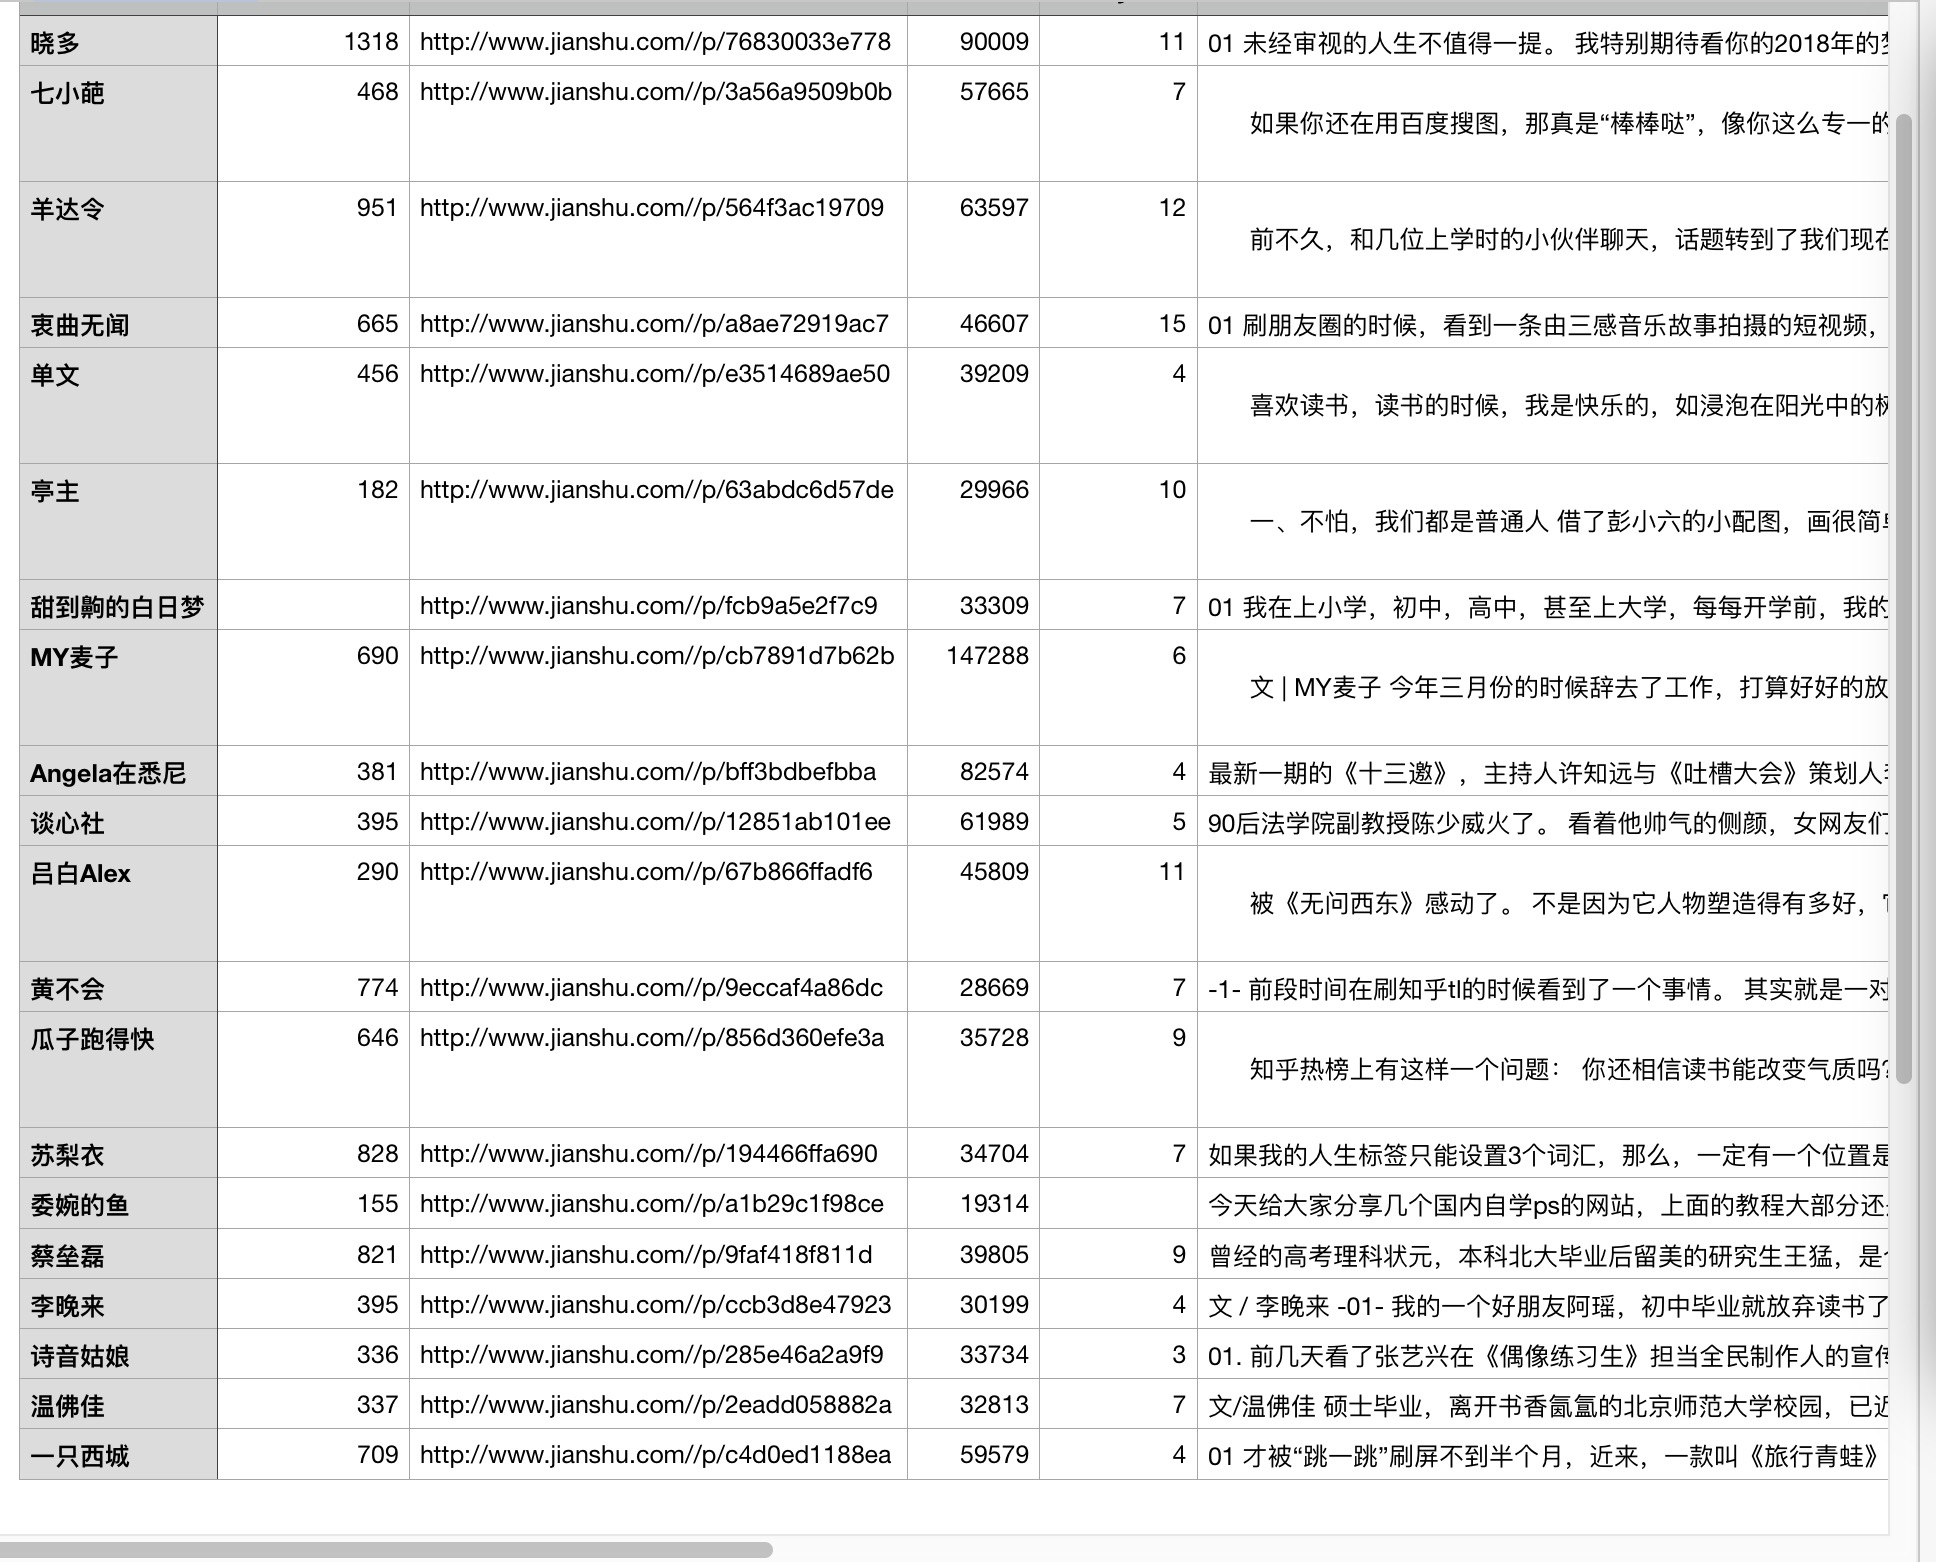 晓多 1318 http://www.jianshu.com//p/76830033e778 90009 11 01 未经审视的人生不值得一提。 我特别期待看你的2018年的
七小葩 468 http://www.jianshu.com//p/3a56a9509b0b 57665 7 如果你还在用百度搜图，那真是“棒棒哒”，像你这么专一的
羊达令 951 http://www.jianshu.com//p/564f3ac19709 63597 12 前不久，和几位上学时的小伙伴聊天，话题转到了我们现在
衷曲无闻 665 http://www.jianshu.com//p/a8ae72919ac7 46607 15 01 刷朋友圈的时候，看到一条由三感音乐故事拍摄的短视频，
单文 456 http://www.jianshu.com//p/e3514689ae50 39209 4 喜欢读书，读书的时候，我是快乐的，如浸泡在阳光中的
亭主 182 http://www.jianshu.com//p/63abdc6d57de 29966 10 一、不怕，我们都是普通人 借了彭小六的小配图，画很简单
甜到齁的白日梦 http://www.jianshu.com//p/fcb9a5e2f7c9 33309 7 01 我在上小学，初中，高中，甚至上大学，每每开学前，我的
MY麦子 690 http://www.jianshu.com//p/cb7891d7b62b 147288 6 文 | MY麦子 今年三月份的时候辞去了工作，打算好好的放
Angela在悉尼 381 http://www.jianshu.com//p/bff3bdbefbba 82574 4 最新一期的《十三邀》，主持人许知远与《吐槽大会》策划人
谈心社 395 http://www.jianshu.com//p/12851ab101ee 61989 5 90后法学院副教授陈少威火了。 看着他帅气的侧颜，女网友们
吕白Alex 290 http://www.jianshu.com//p/67b866ffadf6 45809 11 被《无问西东》感动了。 不是因为它人物塑造得有多好，
黄不会 774 http://www.jianshu.com//p/9eccaf4a86dc 28669 7 -1- 前段时间在刷知乎tl的时候看到了一个事情。 其实就是一对
瓜子跑得快 646 http://www.jianshu.com//p/856d360efe3a 35728 9 知乎热榜上有这样一个问题： 你还相信读书能改变气质吗?
苏梨衣 828 http://www.jianshu.com//p/194466ffa690 34704 7 如果我的人生标签只能设置3个词汇，那么，一定有一个位置是
委婉的鱼 155 http://www.jianshu.com//p/a1b29c1f98ce 19314 今天给大家分享几个国内自学ps的网站，上面的教程大部分还
蔡垒磊 821 http://www.jianshu.com//p/9faf418f811d 39805 9 曾经的高考理科状元，本科北大毕业后留美的研究生王猛，是
李晚来 395 http://www.jianshu.com//p/ccb3d8e47923 30199 4 文 / 李晚来 -01- 我的一个好朋友阿瑶，初中毕业就放弃读书了
诗音姑娘 336 http://www.jianshu.com//p/285e46a2a9f9 33734 3 01. 前几天看了张艺兴在《偶像练习生》担当全民制作人的宣传
温佛佳 337 http://www.jianshu.com//p/2eadd058882a 32813 7 文/温佛佳 硕士毕业，离开书香氤氲的北京师范大学校园，已近
一只西城 709 http://www.jianshu.com//p/c4d0ed1188ea 59579 4 01 才被“跳一跳”刷屏不到半个月，近来，一款叫《旅行青蛙》